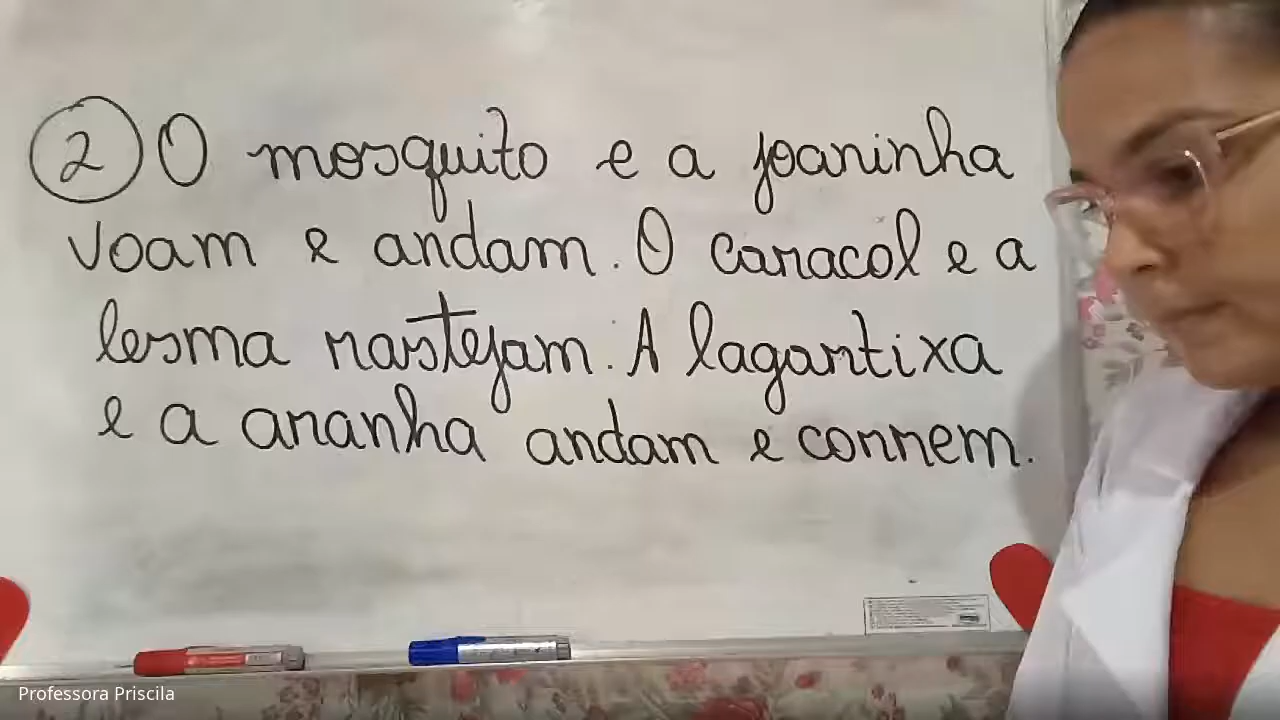 2 O mosquito e a joaninha
voam e andam. O caracol e a
lesma rastejam. A lagartixa
e a aranha andam e correm.
Professora Priscila